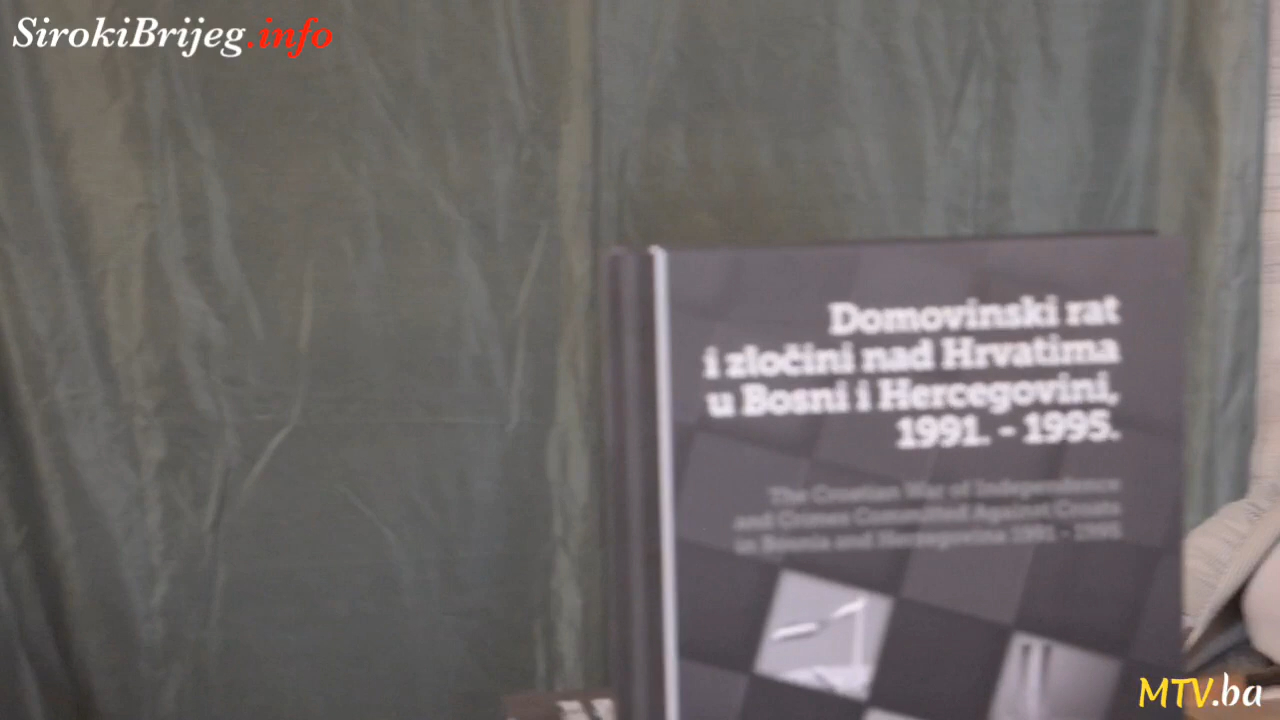 SirokiBrijeg.info
Domovinski rat
i zločini nad Hrvatima
u Bosni i Hercegovini,
1991. - 1995.
The Croatian War of Independence
and Crimes Committed Against Croats
in Bosnia and Herzegovina 1991 - 1995
MTV.ba